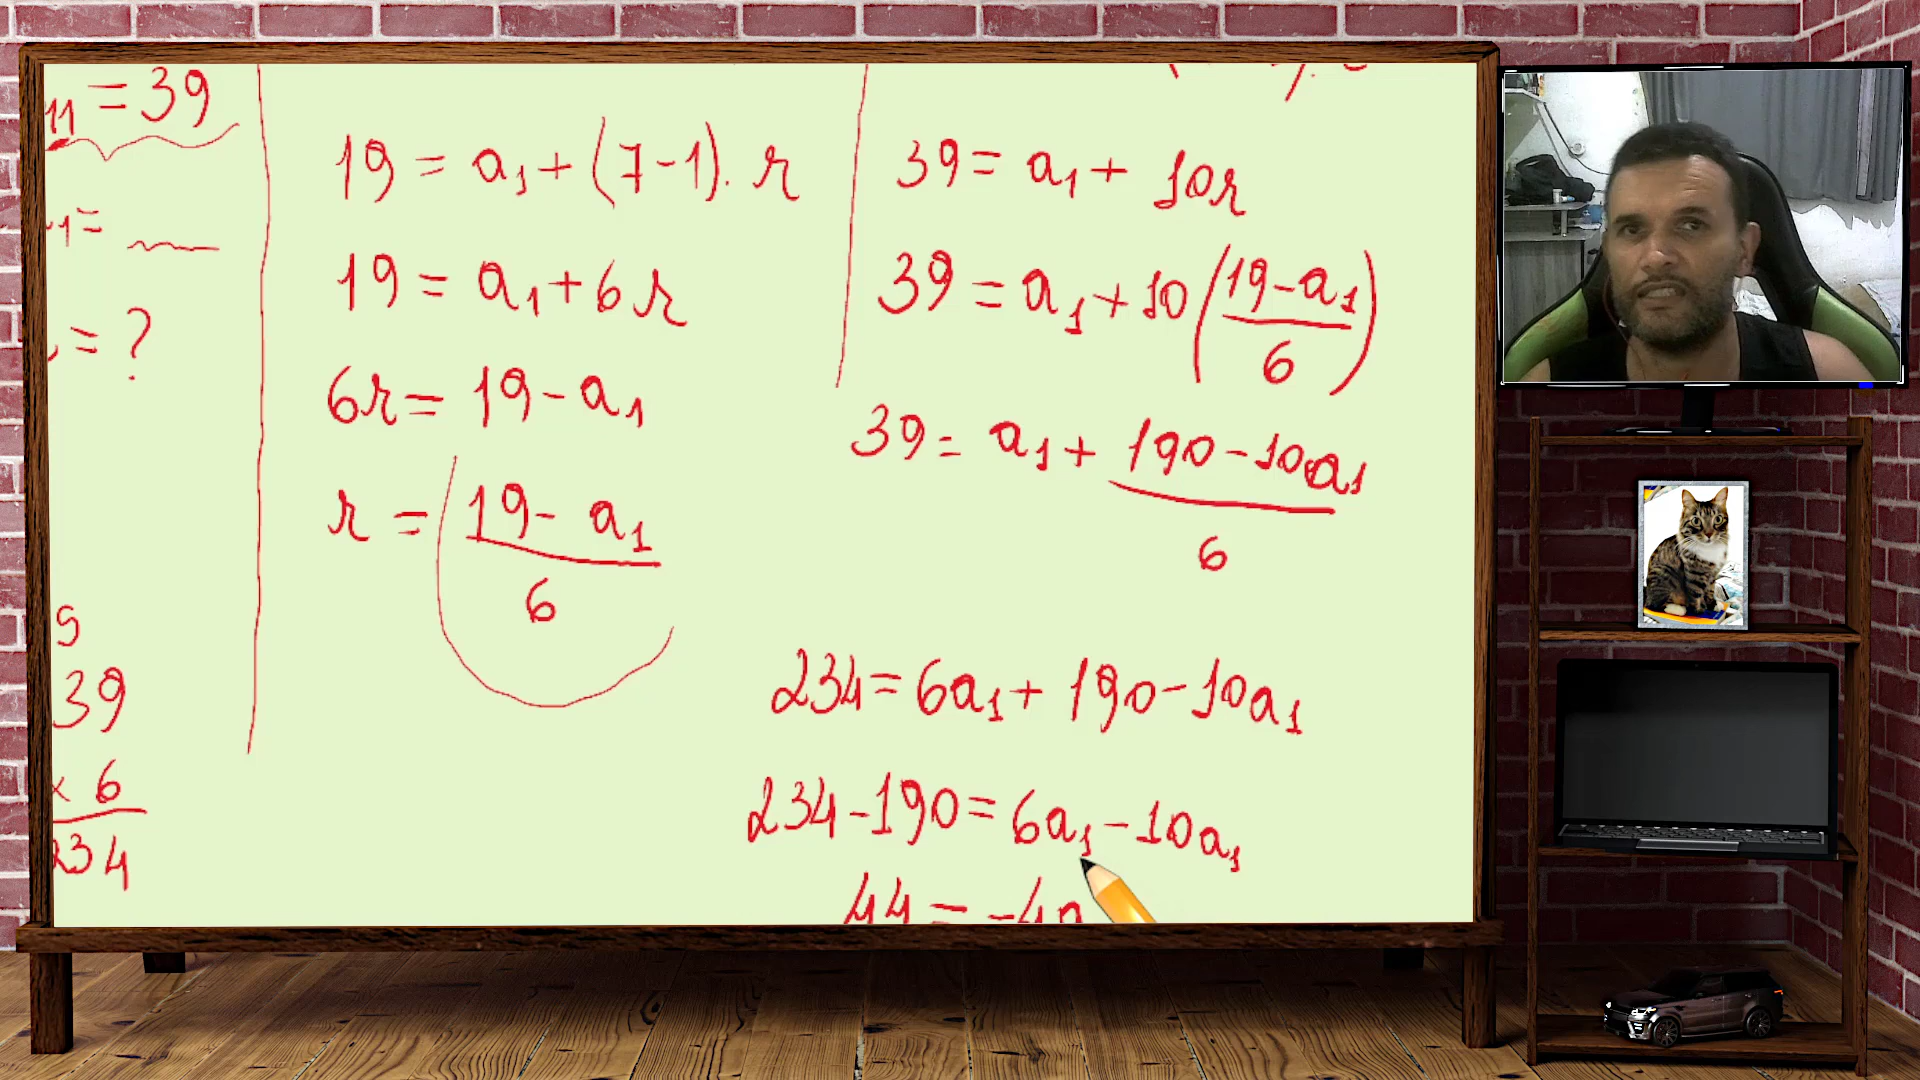 11 = 39
1 =
= ?
5
39
x 6
234
19 = a₁ + (7-1). r
19 = a₁ + 6r
6r = 19 - a₁
r = 19 - a₁
6
39 = a₁ + 10r
39 = a₁ + 10(19 - a₁)
6
39 = a₁ + 190 - 10a₁
6
234 = 6a₁ + 190 - 10a₁
234 - 190 = 6a₁ - 10a₁
44 = -4a